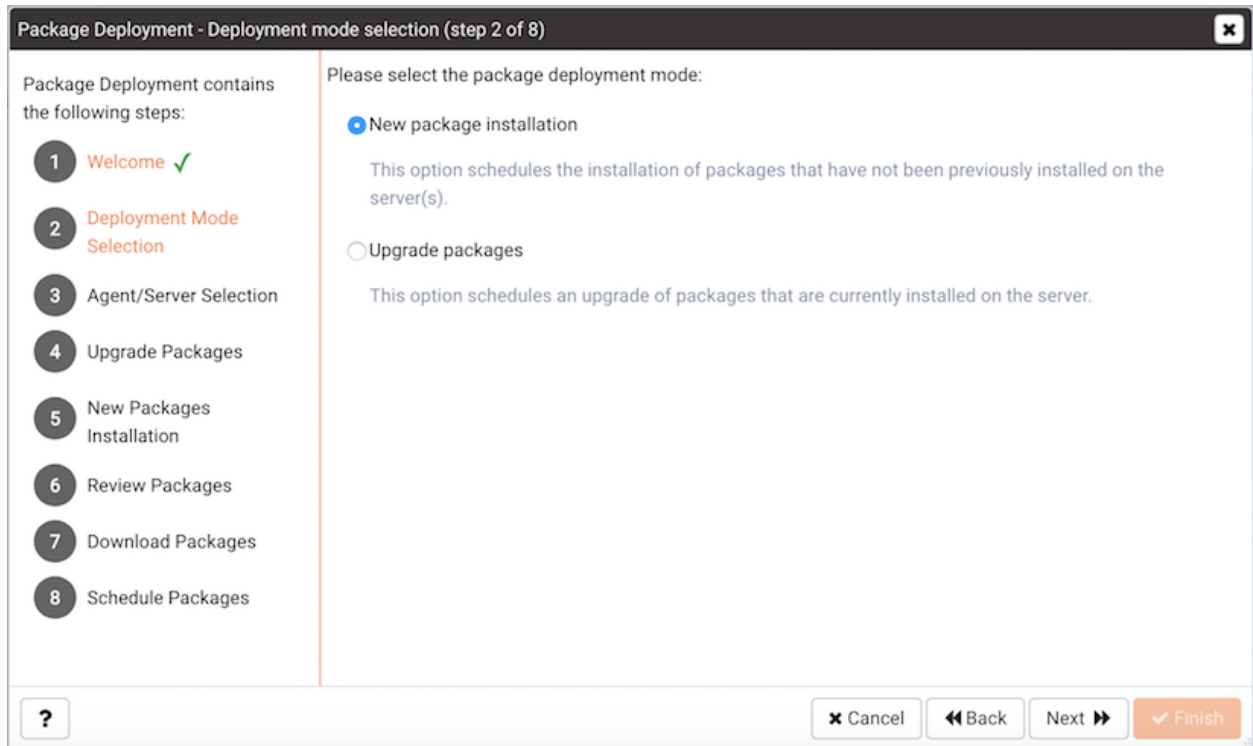 Package Deployment - Deployment mode selection (step 2 of 8)
Package Deployment contains
the following steps:
1 Welcome
2 Deployment Mode
Selection
3 Agent/Server Selection
4 Upgrade Packages
5 New Packages
Installation
6 Review Packages
7 Download Packages
8 Schedule Packages
Please select the package deployment mode:
New package installation
This option schedules the installation of packages that have not been previously installed on the
server(s).
Upgrade packages
This option schedules an upgrade of packages that are currently installed on the server.
? Cancel Back Next Finish